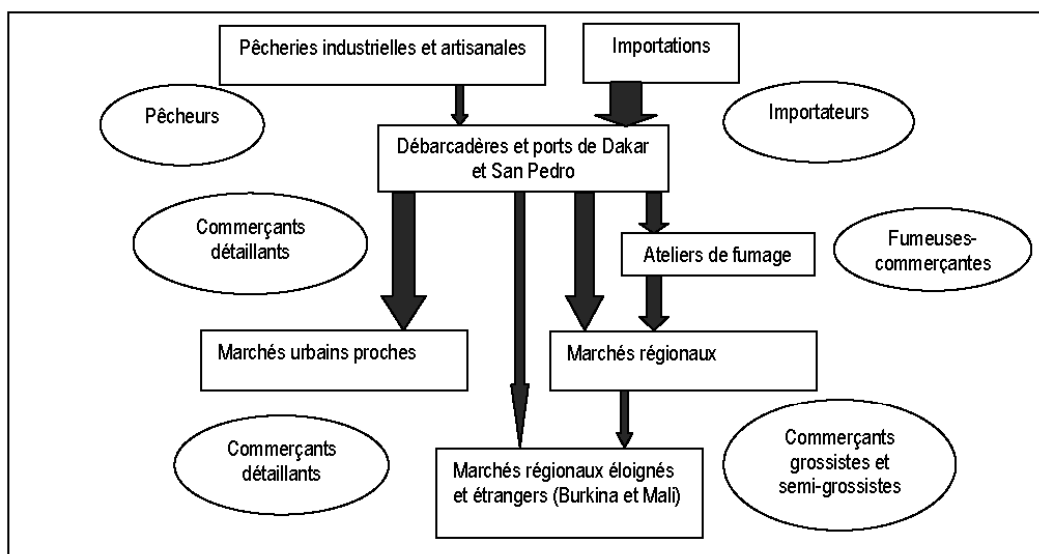 Pêcheries industrielles et artisanales
Importations
Pêcheurs
Importateurs
Débarcadères et ports de Dakar
et San Pedro
Commerçants
détaillants
Ateliers de fumage
Fumeuses-
commerçantes
Marchés urbains proches
Marchés régionaux
Commerçants
détaillants
Marchés régionaux éloignés
et étrangers (Burkina et Mali)
Commerçants
grossistes et
semi-grossistes